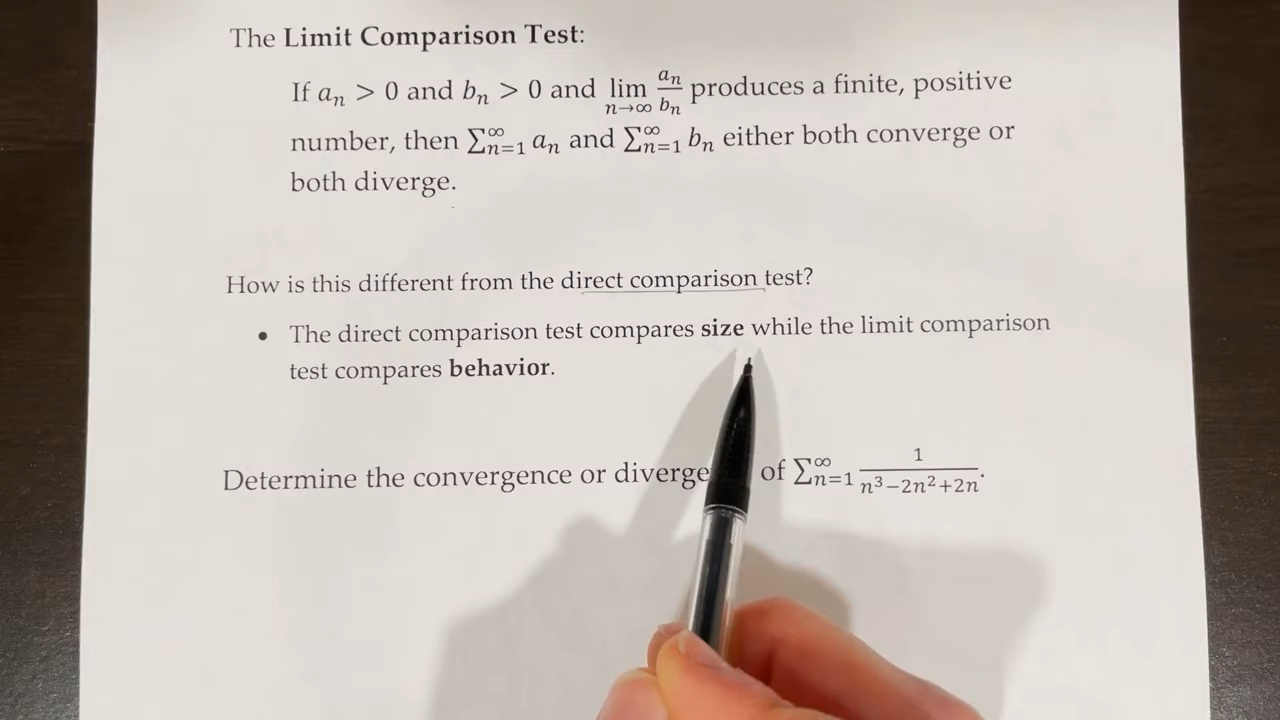 The Limit Comparison Test:
If aₙ > 0 and bₙ > 0 and lim n→∞ aₙ/bₙ produces a finite, positive
number, then ∑_{n=1}^{∞} aₙ and ∑_{n=1}^{∞} bₙ either both converge or
both diverge.
How is this different from the direct comparison test?
• The direct comparison test compares size while the limit comparison
test compares behavior.
Determine the convergence or diverge of ∑_{n=1}^{∞} 1/(n³−2n²+2n).